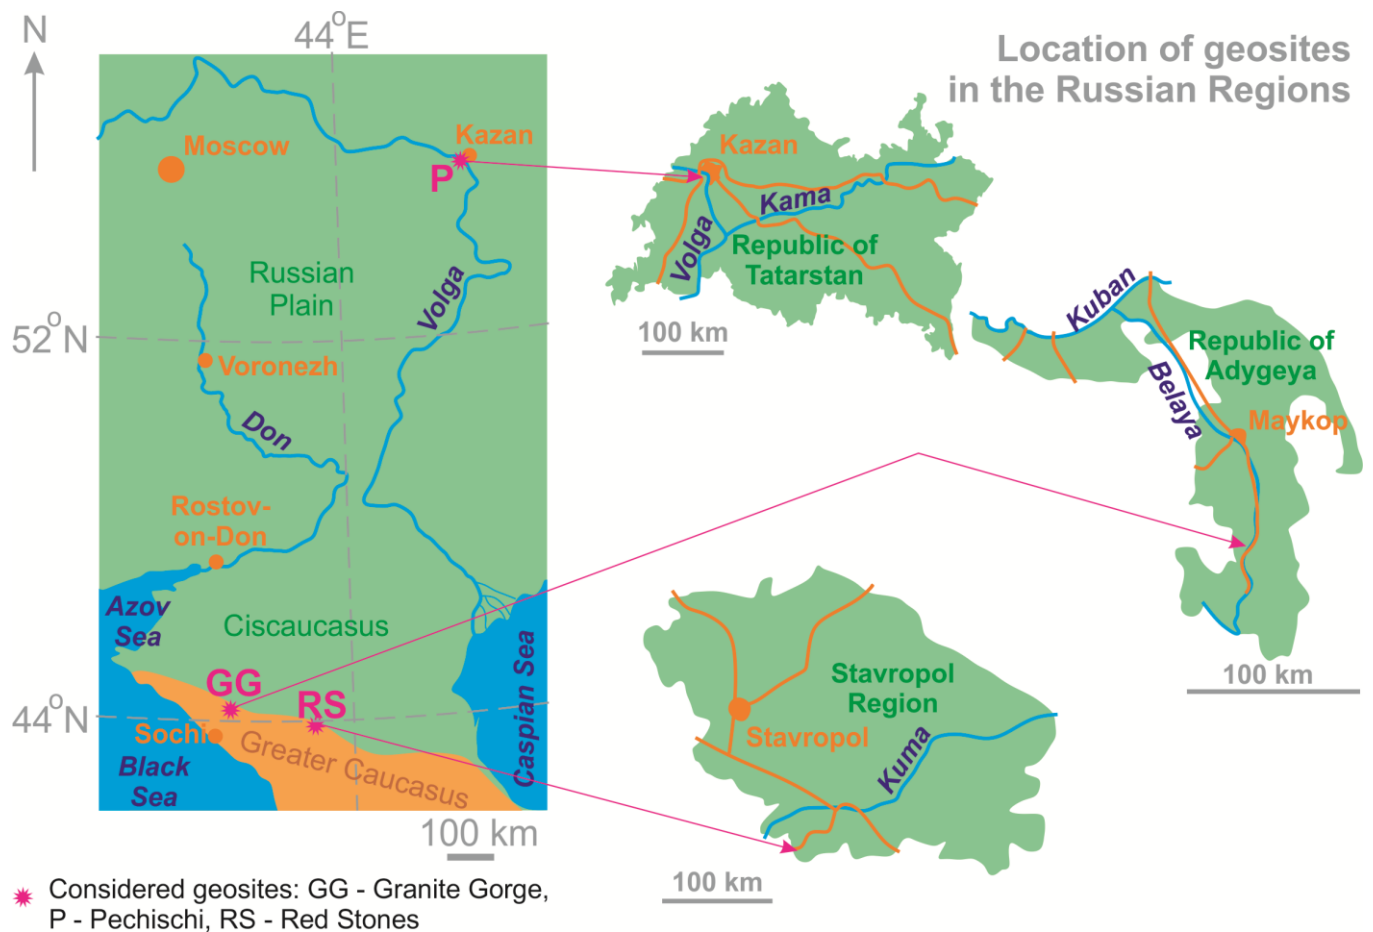 N
44°E
Location of geosites
in the Russian Regions
Moscow
Kazan
P
Russian
Plain
Volga
52°N
Voronezh
Don
Rostov-
on-Don
Azov
Sea
Ciscaucasus
Caspian Sea
GG
RS
44°N
Sochi
Greater Caucasus
Black
Sea
100 km
Kazan
Kama
Volga
Republic of
Tatarstan
100 km
Kuban
Republic of
Adygeya
Belaya
Maykop
100 km
Stavropol
Region
Stavropol
Kuma
100 km
Considered geosites: GG - Granite Gorge,
P - Pechischi, RS - Red Stones